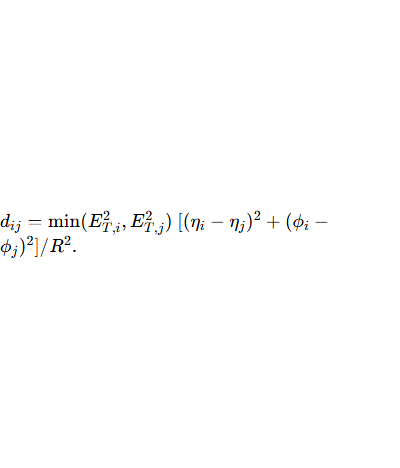 $d_{ij} = \min(E_{T,i}^2, E_{T,j}^2)\ [(\eta_i - \eta_j)^2 + (\phi_i -$
$\phi_j)^2]/R^2.$